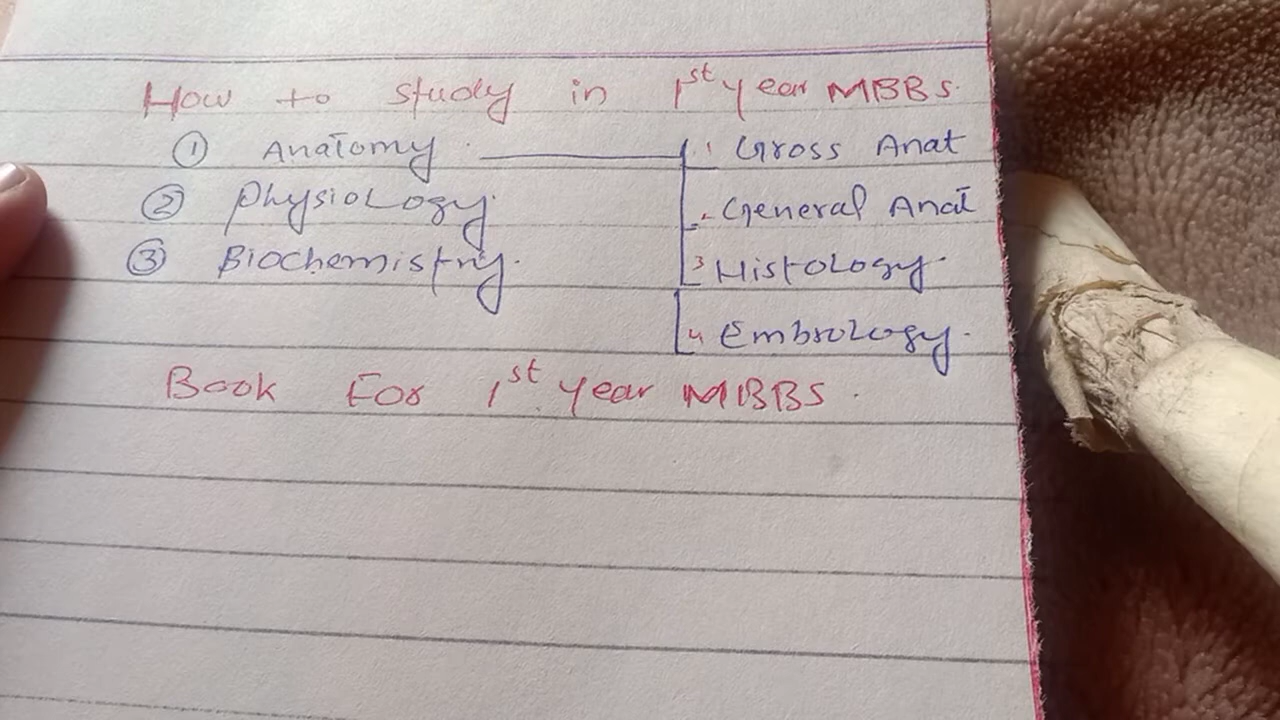 How to study in 1st year MBBS.
① Anatomy. 1 Gross Anat
② Physiology. 2. General Anat
③ Biochemistry. 3 Histology.
4 Embrology.
Book For 1st year MBBS.